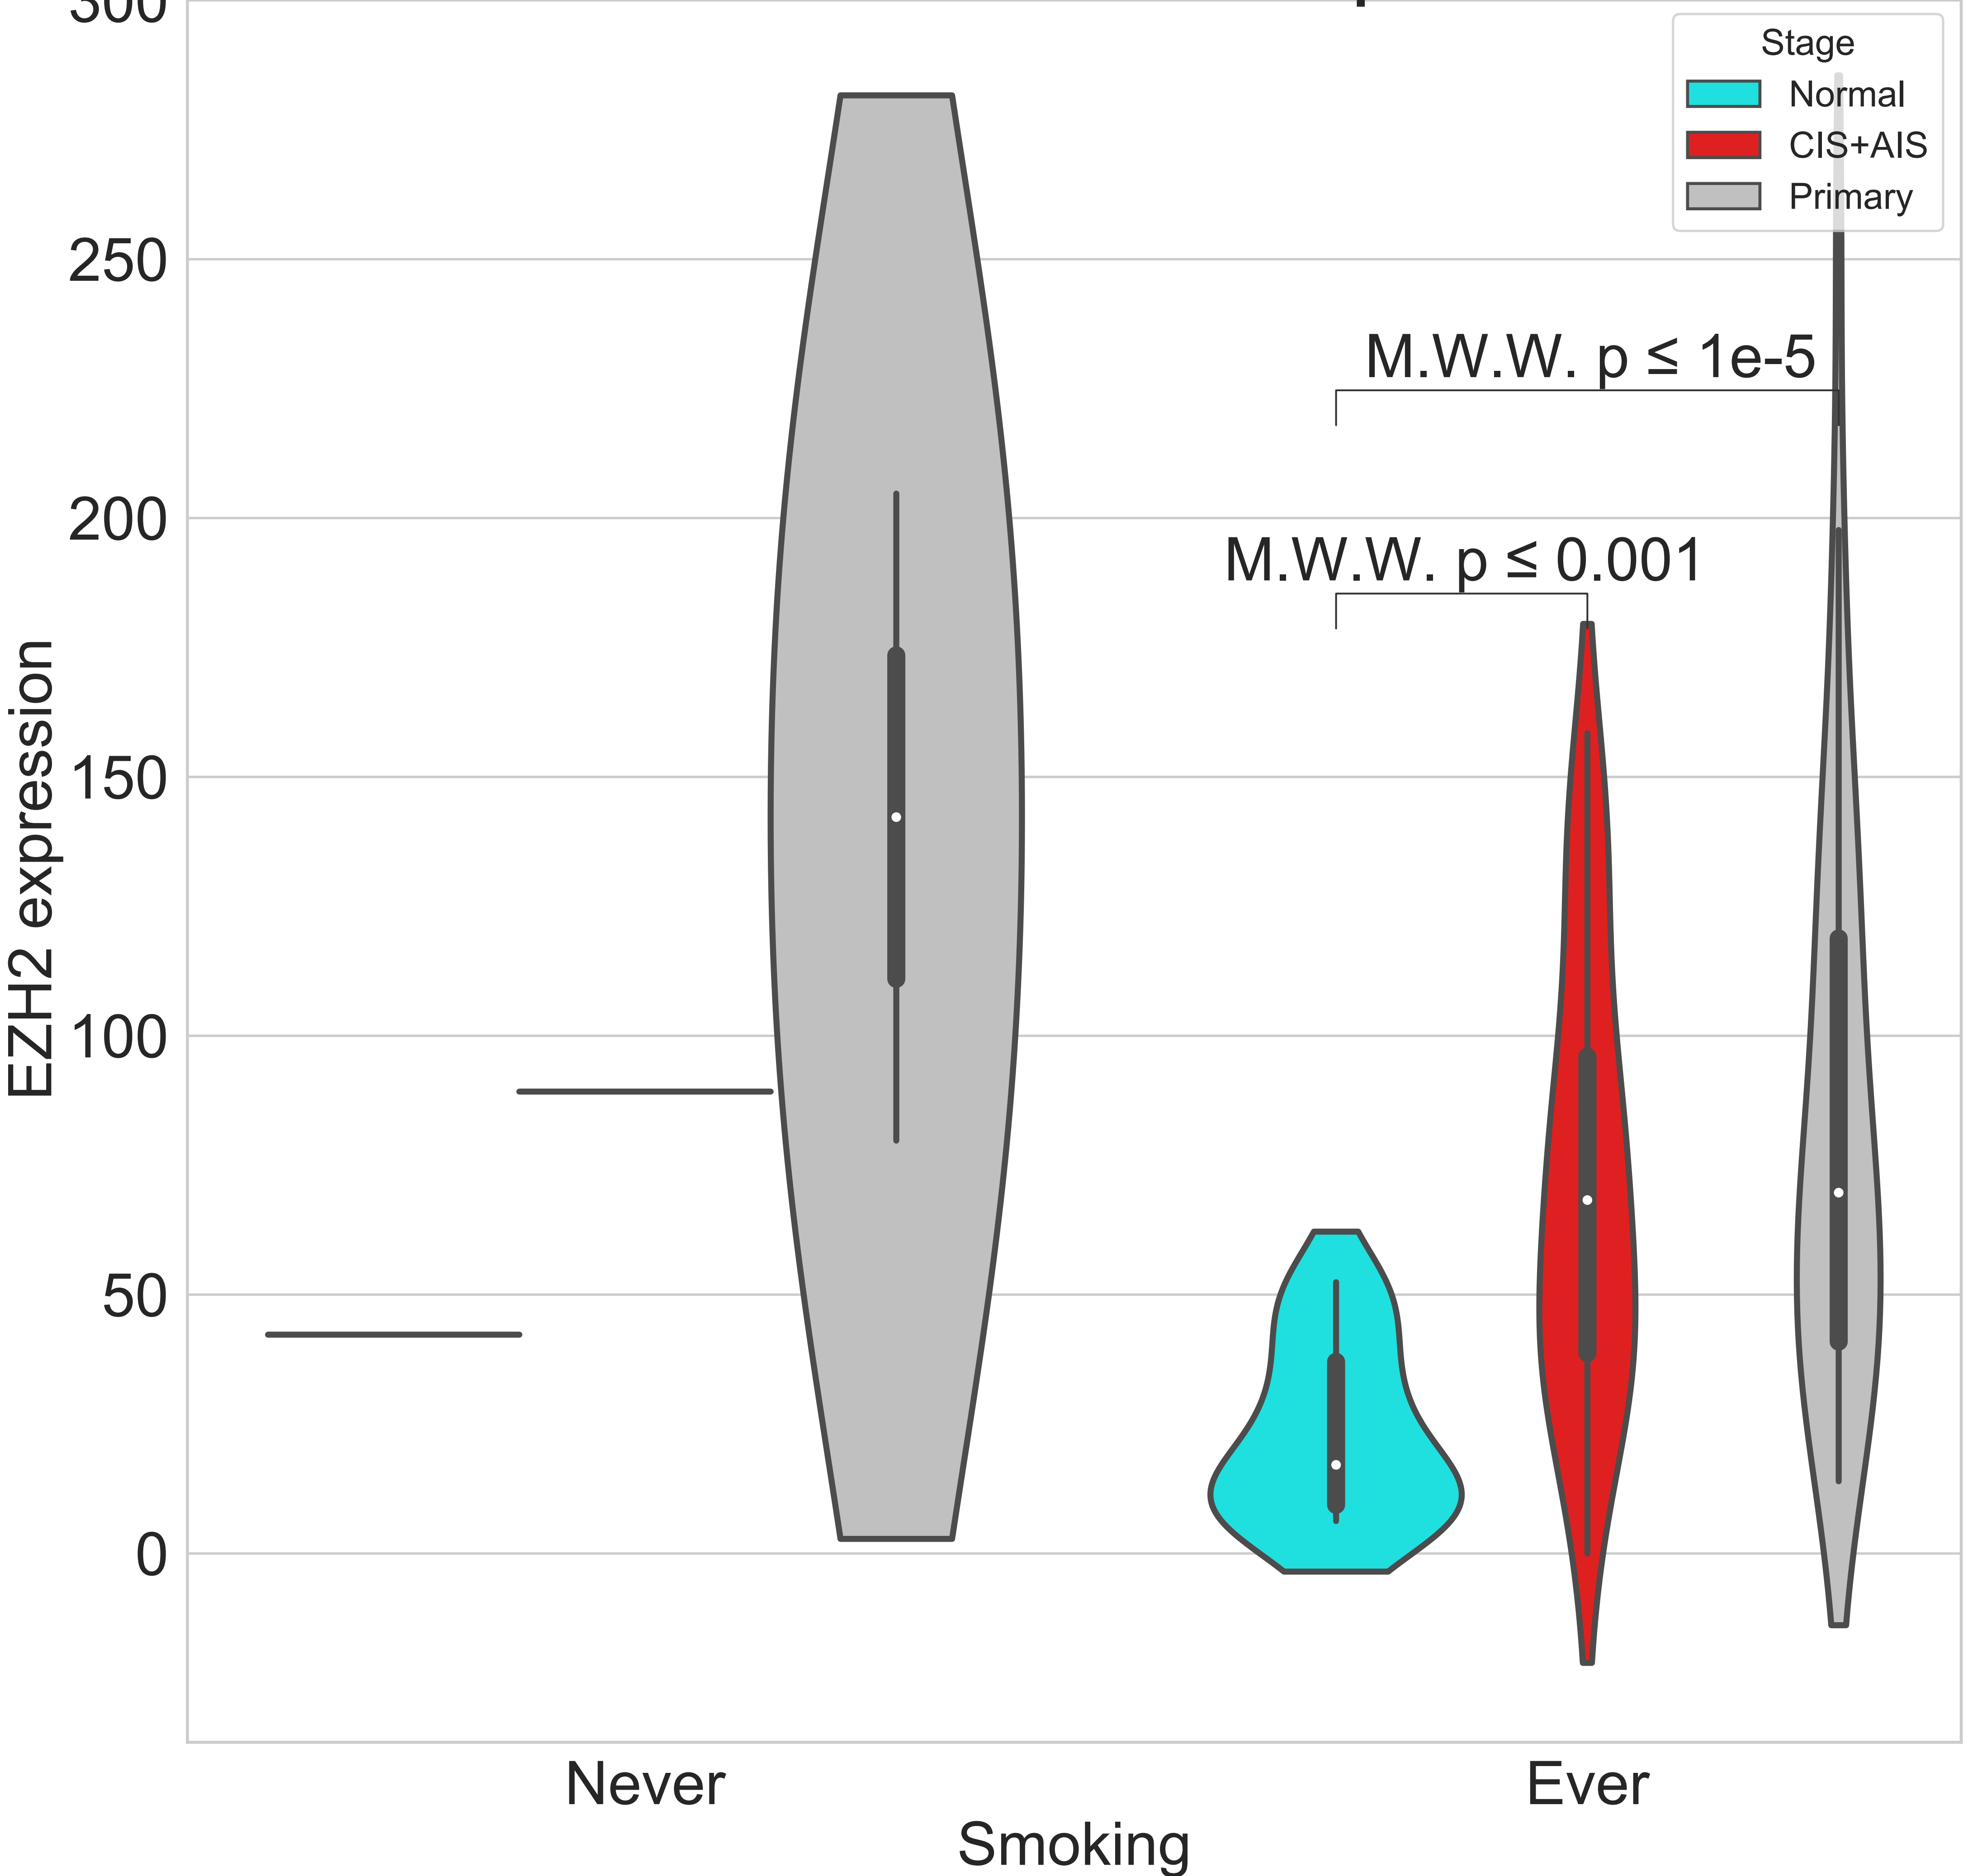 300
Stage
Normal
CIS+AIS
Primary
250
M.W.W. p ≤ 1e-5
200
M.W.W. p ≤ 0.001
150
EZH2 expression
100
50
0
Never
Ever
Smoking